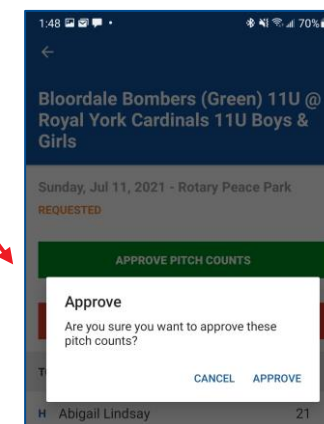 1:48 70%
Bloordale Bombers (Green) 11U @
Royal York Cardinals 11U Boys &
Girls
Sunday, Jul 11, 2021 - Rotary Peace Park
REQUESTED
APPROVE PITCH COUNTS
Approve
Are you sure you want to approve these
pitch counts?
CANCEL APPROVE
H Abigail Lindsay 21